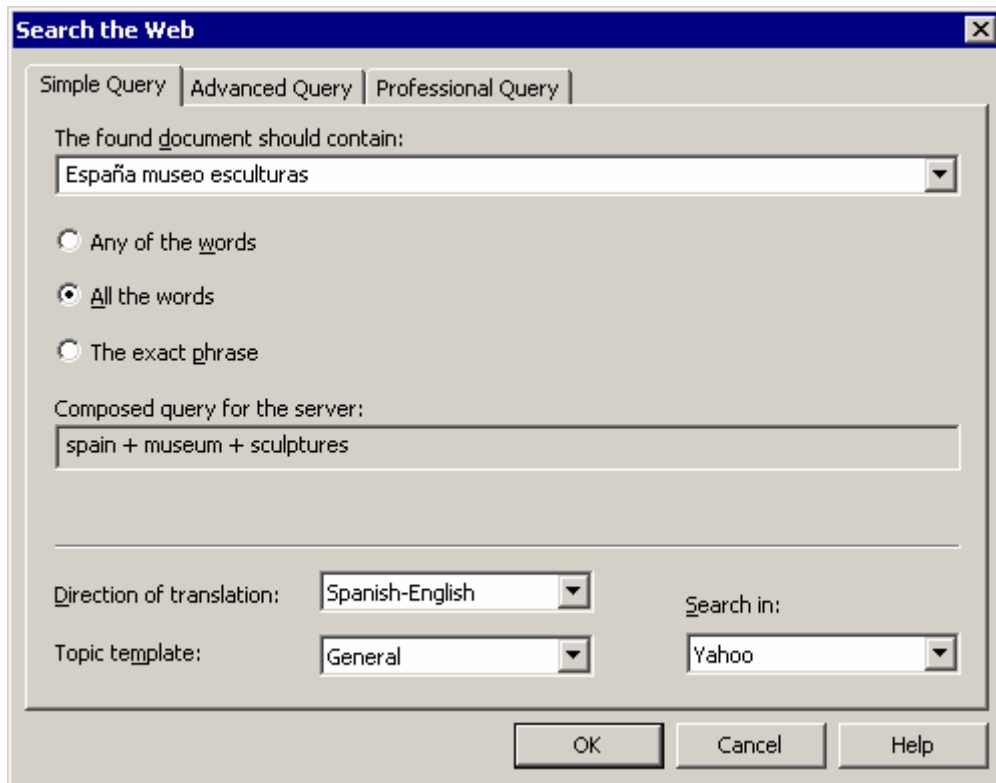 Search the Web
Simple Query Advanced Query Professional Query
The found document should contain:
España museo esculturas
Any of the words
All the words
The exact phrase
Composed query for the server:
spain + museum + sculptures
Direction of translation: Spanish-English
Search in:
Topic template: General Yahoo
OK Cancel Help